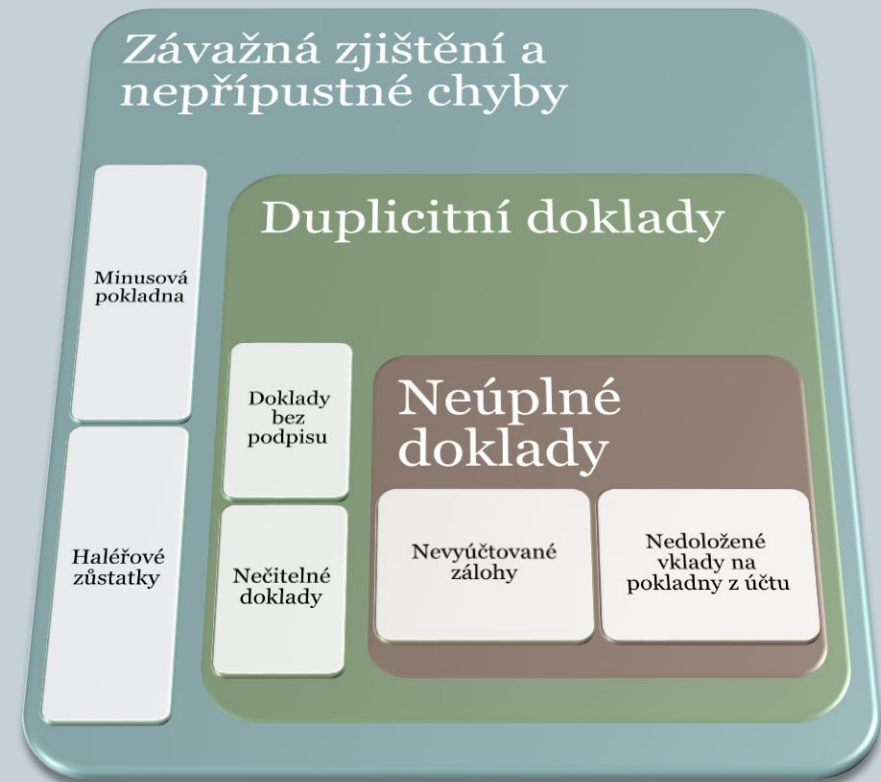 Závažná zjištění a
nepřípustné chyby
Minusová
pokladna
Haléřové
zůstatky
Duplicitní doklady
Doklady
bez
podpisu
Nečitelné
doklady
Neúplné
doklady
Nevyúčtované
zálohy
Nedoložené
vklady na
pokladny z účtu